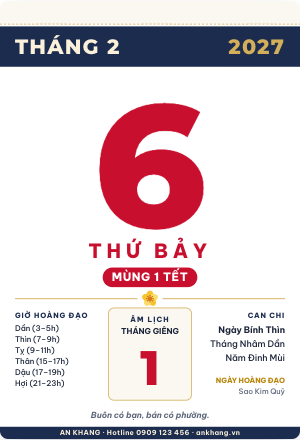 THÁNG 2 2027
6
THỨ BẢY
MÙNG 1 TẾT
GIỜ HOÀNG ĐẠO
Dần (3–5h)
Thìn (7–9h)
Tỵ (9–11h)
Thân (15–17h)
Dậu (17–19h)
Hợi (21–23h)
ÂM LỊCH
THÁNG GIÊNG
1
CAN CHI
Ngày Bính Thìn
Tháng Nhâm Dần
Năm Đinh Mùi
NGÀY HOÀNG ĐẠO
Sao Kim Quỹ
Buôn có bạn, bán có phường.
AN KHANG · Hotline 0909 123 456 · ankhang.vn